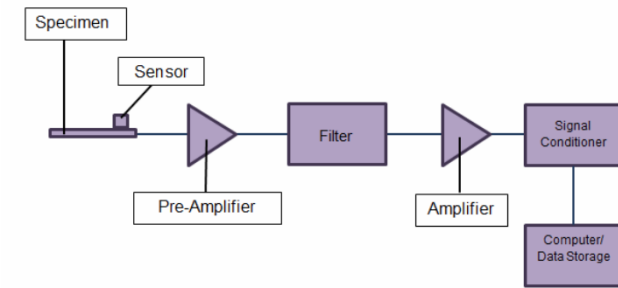 Specimen
Sensor
Filter
Signal
Conditioner
Pre-Amplifier
Amplifier
Computer/
Data Storage